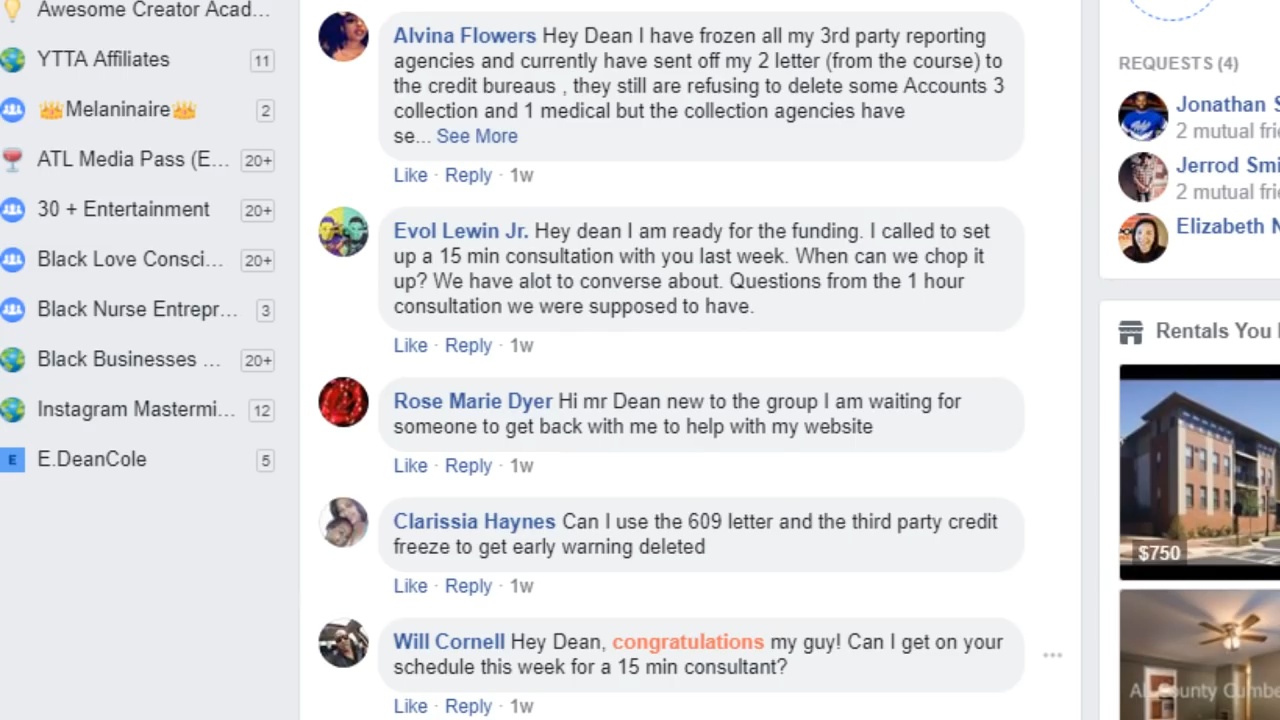 Awesome Creator Acad...
YTTA Affiliates 11
👑Melaninaire👑 2
ATL Media Pass (E... 20+
30 + Entertainment 20+
Black Love Consci... 20+
Black Nurse Entrepr... 3
Black Businesses ... 20+
Instagram Mastermi... 12
E E.DeanCole 5
Alvina Flowers Hey Dean I have frozen all my 3rd party reporting
agencies and currently have sent off my 2 letter (from the course) to
the credit bureaus , they still are refusing to delete some Accounts 3
collection and 1 medical but the collection agencies have
se... See More
Like · Reply · 1w
Evol Lewin Jr. Hey dean I am ready for the funding. I called to set
up a 15 min consultation with you last week. When can we chop it
up? We have alot to converse about. Questions from the 1 hour
consultation we were supposed to have.
Like · Reply · 1w
Rose Marie Dyer Hi mr Dean new to the group I am waiting for
someone to get back with me to help with my website
Like · Reply · 1w
Clarissia Haynes Can I use the 609 letter and the third party credit
freeze to get early warning deleted
Like · Reply · 1w
Will Cornell Hey Dean, congratulations my guy! Can I get on your
schedule this week for a 15 min consultant?
Like · Reply · 1w
REQUESTS (4)
Jonathan S
2 mutual frie
Jerrod Smi
2 mutual frie
Elizabeth N
Rentals You
$750
County Cumbe